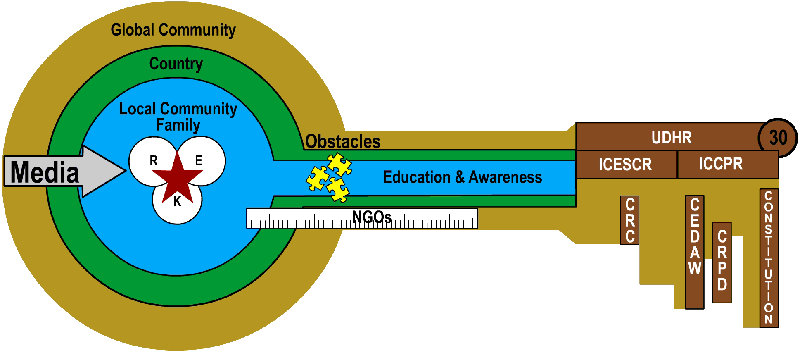 Global Community
Country
Local Community
Family
R E
K
Media
Obstacles
Education & Awareness
NGOs
UDHR
30
ICESCR
ICCPR
CRC
CEDAW
CRPD
CONSTITUTION